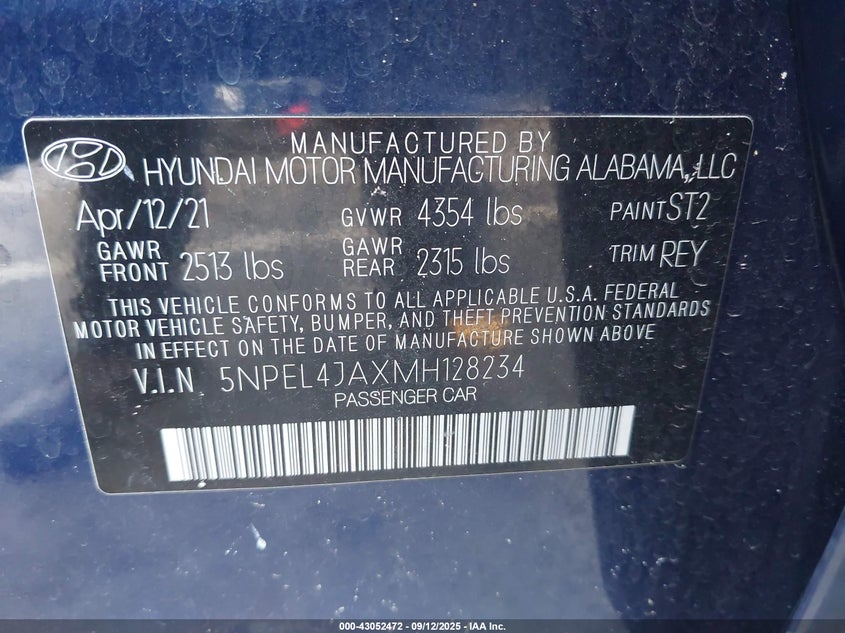 MANUFACTURED BY
HYUNDAI MOTOR MANUFACTURING ALABAMA, LLC
Apr/12/21 GVWR 4354 lbs PAINT ST2
GAWR FRONT 2513 lbs GAWR REAR 2315 lbs TRIM REY
THIS VEHICLE CONFORMS TO ALL APPLICABLE U.S.A. FEDERAL
MOTOR VEHICLE SAFETY, BUMPER, AND THEFT PREVENTION STANDARDS
IN EFFECT ON THE DATE OF MANUFACTURE SHOWN ABOVE
V.I.N 5NPEL4JAXMH128234
PASSENGER CAR
000-43052472 - 09/12/2025 - IAA Inc.